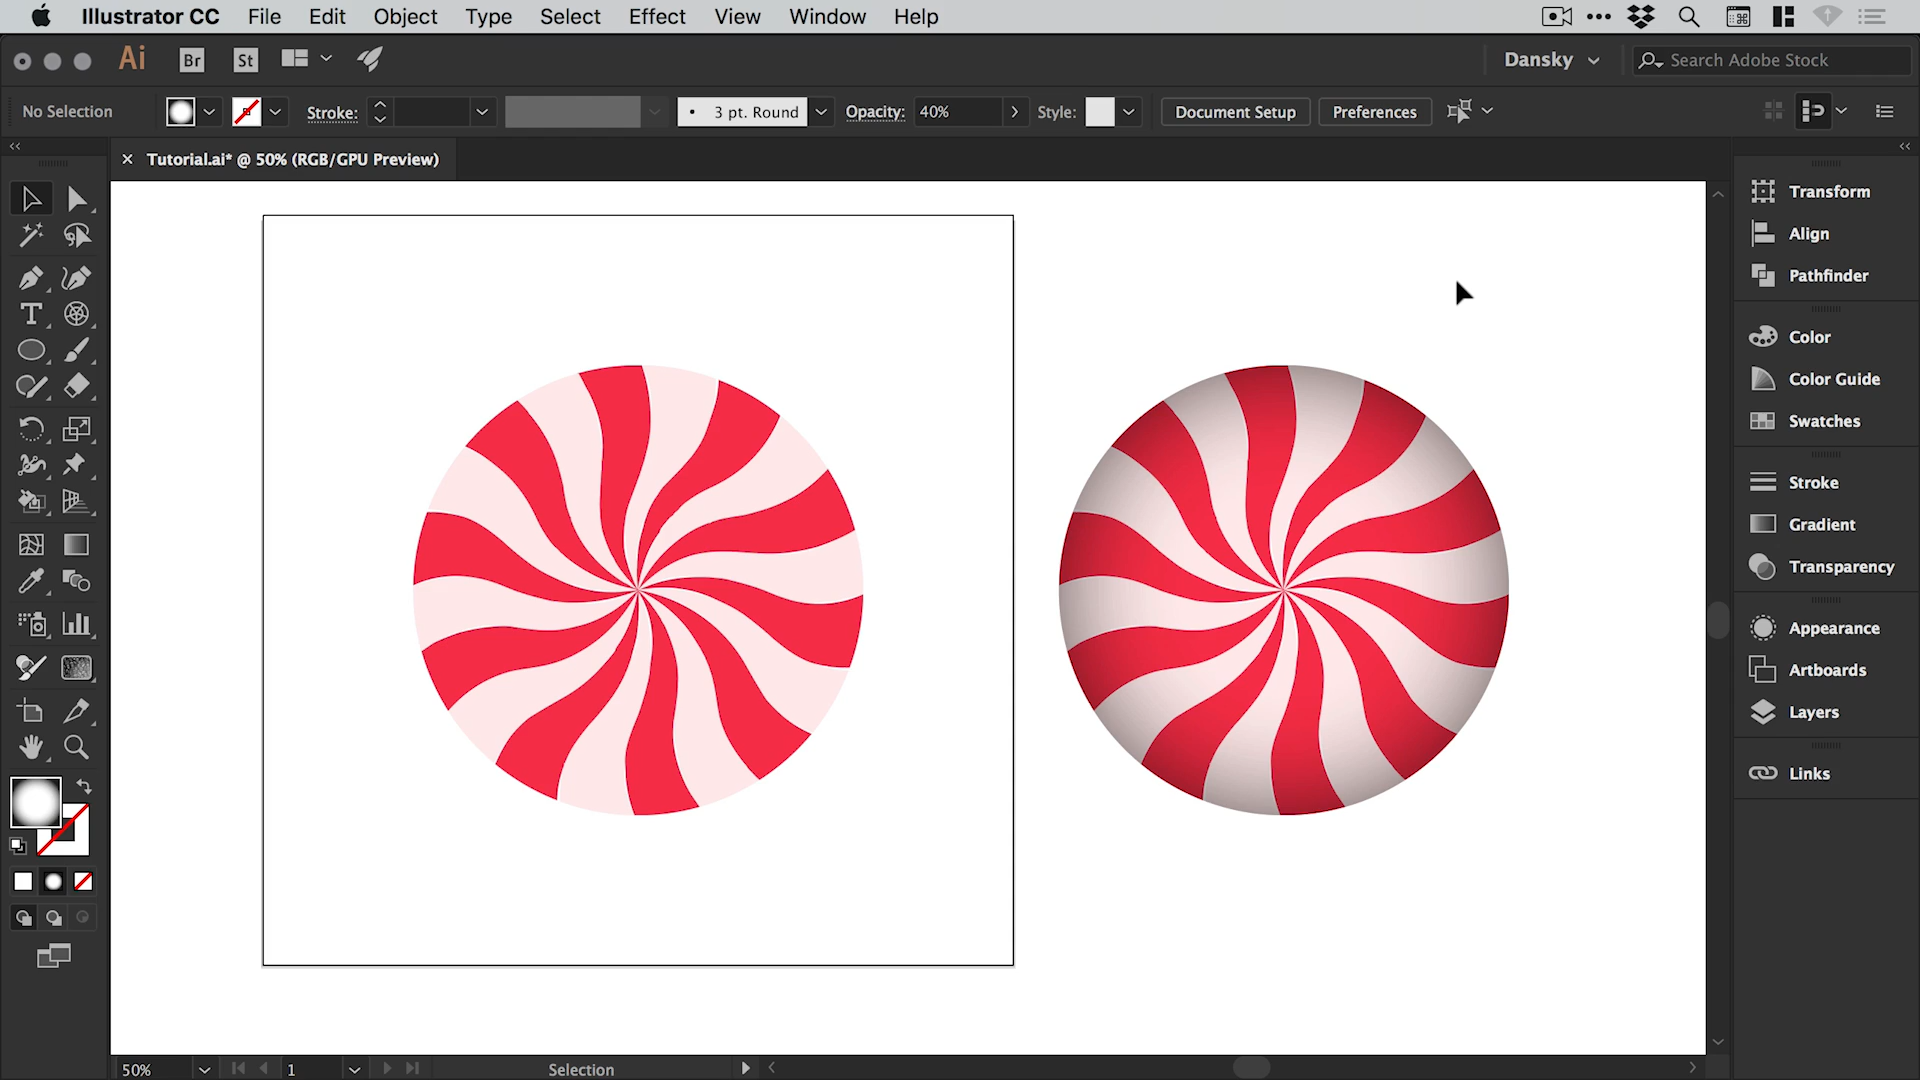 Illustrator CC File Edit Object Type Select Effect View Window Help
Ai Br St Dansky Search Adobe Stock
No Selection Stroke: 3 pt. Round Opacity: 40% Style: Document Setup Preferences
Tutorial.ai* @ 50% (RGB/GPU Preview)
Transform
Align
Pathfinder
Color
Color Guide
Swatches
Stroke
Gradient
Transparency
Appearance
Artboards
Layers
Links
50% 1 Selection